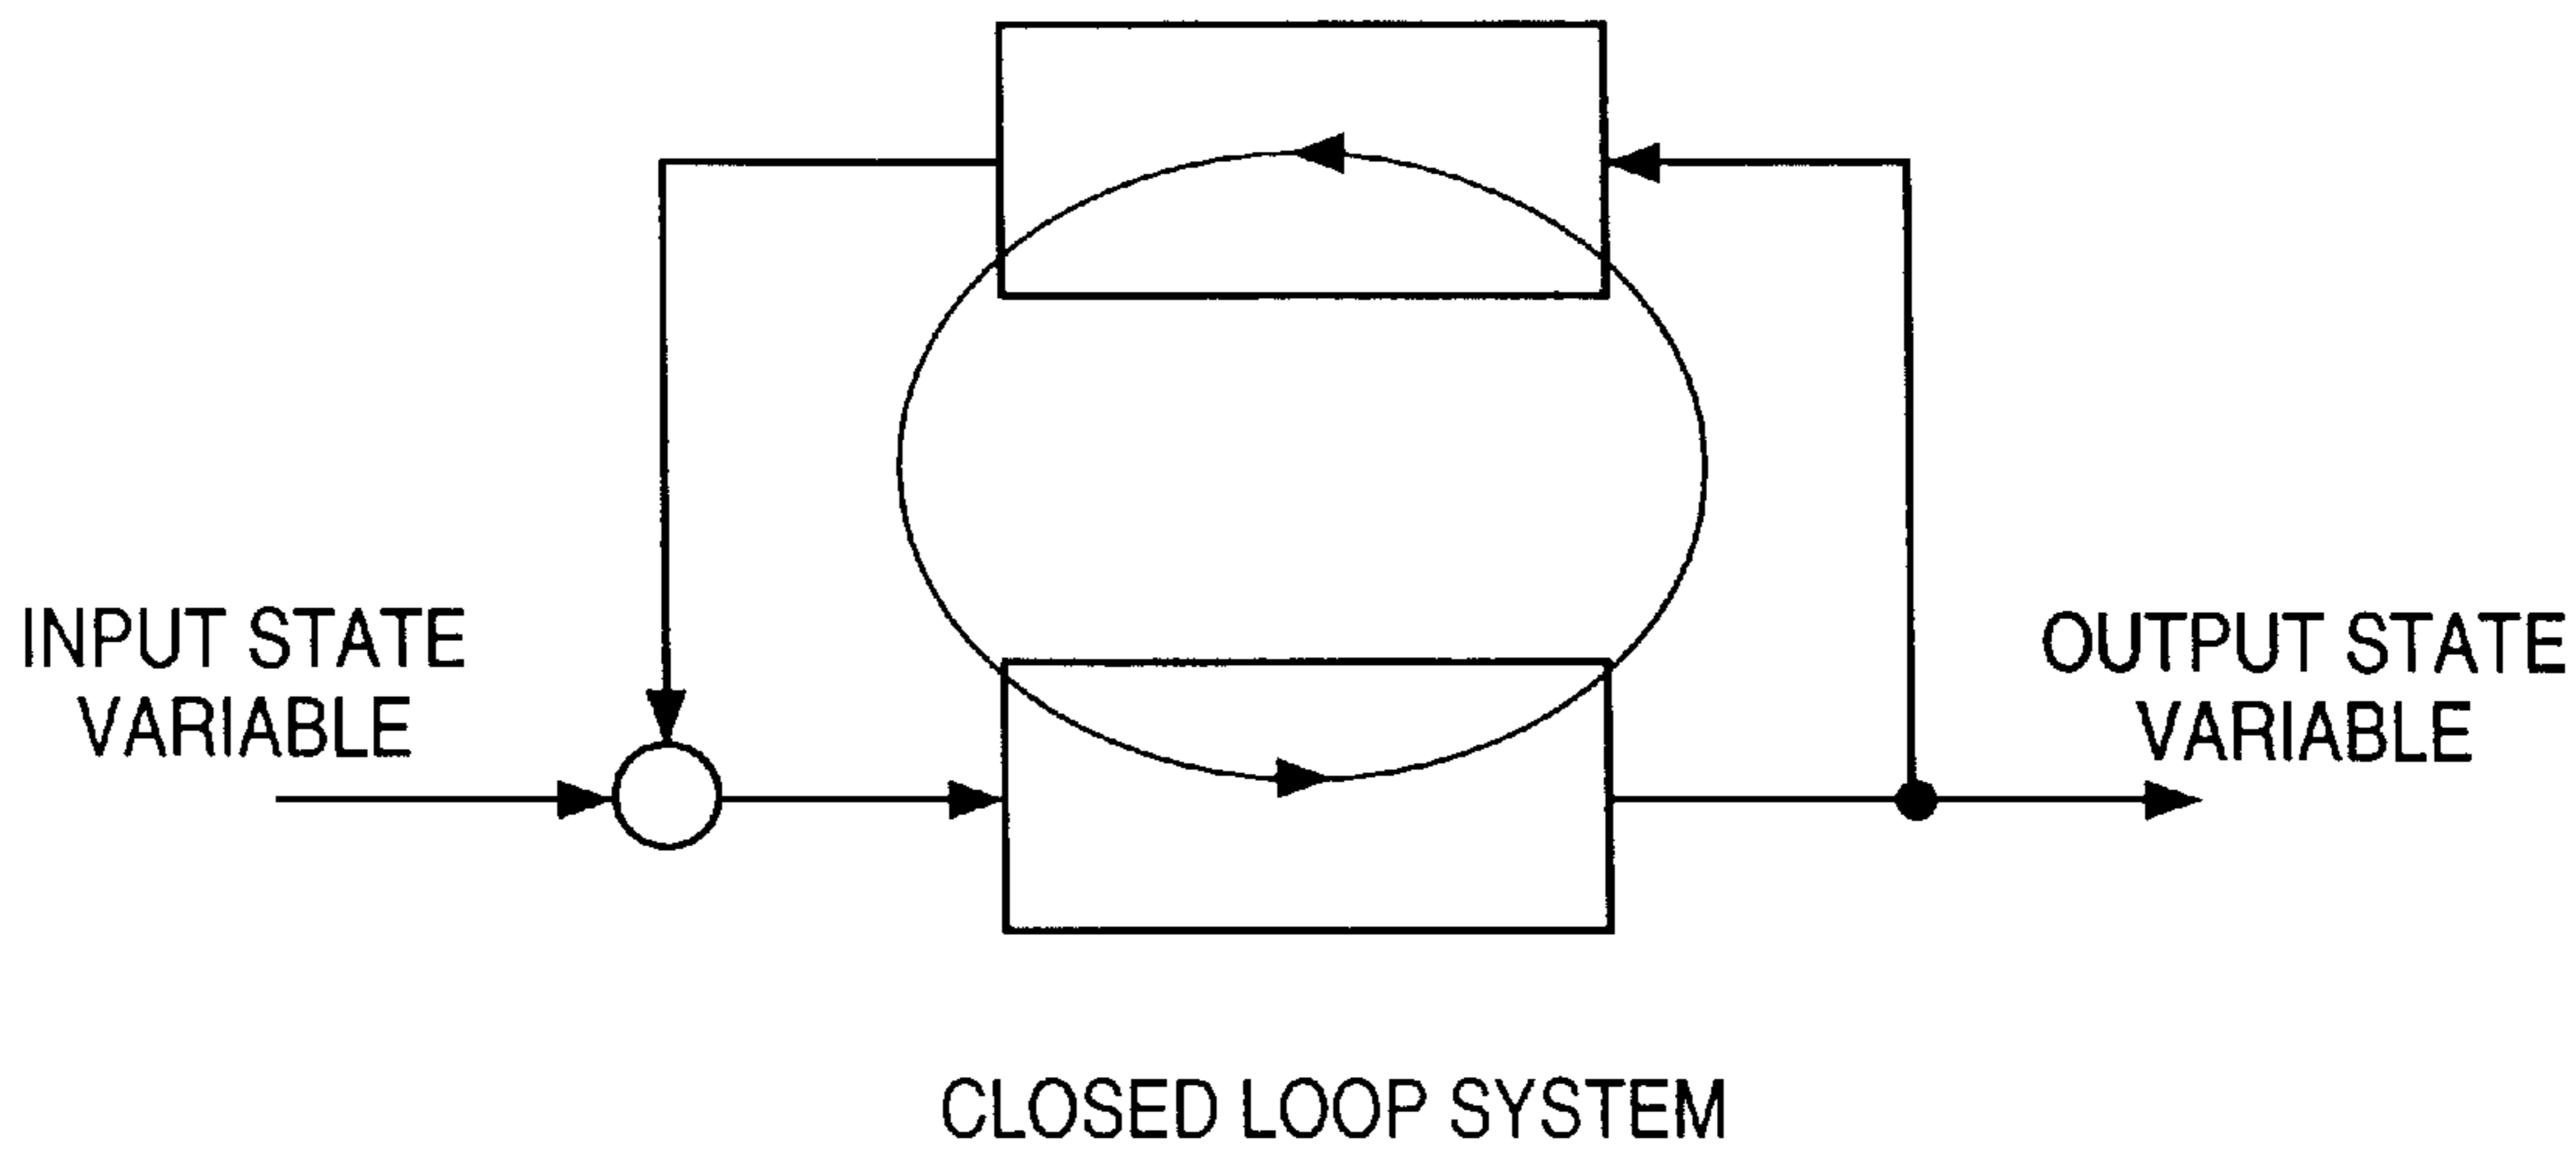 INPUT STATE
VARIABLE
OUTPUT STATE
VARIABLE
CLOSED LOOP SYSTEM